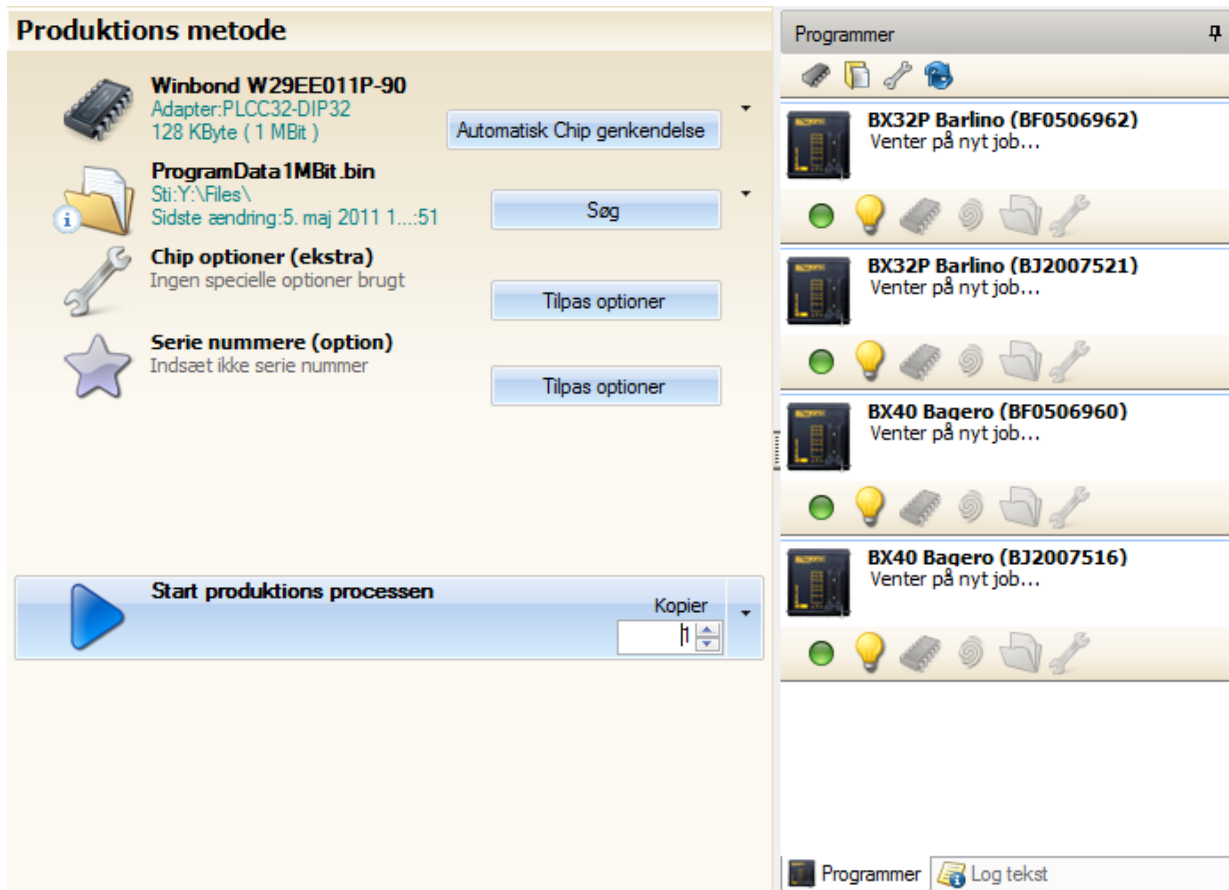 Produktions metode
Winbond W29EE011P-90
Adapter:PLCC32-DIP32
128 KByte ( 1 MBit )
Automatisk Chip genkendelse
ProgramData1MBit.bin
Sti:Y:\Files\
Sidste ændring:5. maj 2011 1...:51
Søg
Chip optioner (ekstra)
Ingen specielle optioner brugt
Tilpas optioner
Serie nummere (option)
Indsæt ikke serie nummer
Tilpas optioner
Start produktions processen
Kopier
1
Programmer
BX32P Barlino (BF0506962)
Venter på nyt job...
BX32P Barlino (BJ2007521)
Venter på nyt job...
BX40 Bagero (BF0506960)
Venter på nyt job...
BX40 Bagero (BJ2007516)
Venter på nyt job...
Programmer
Log tekst